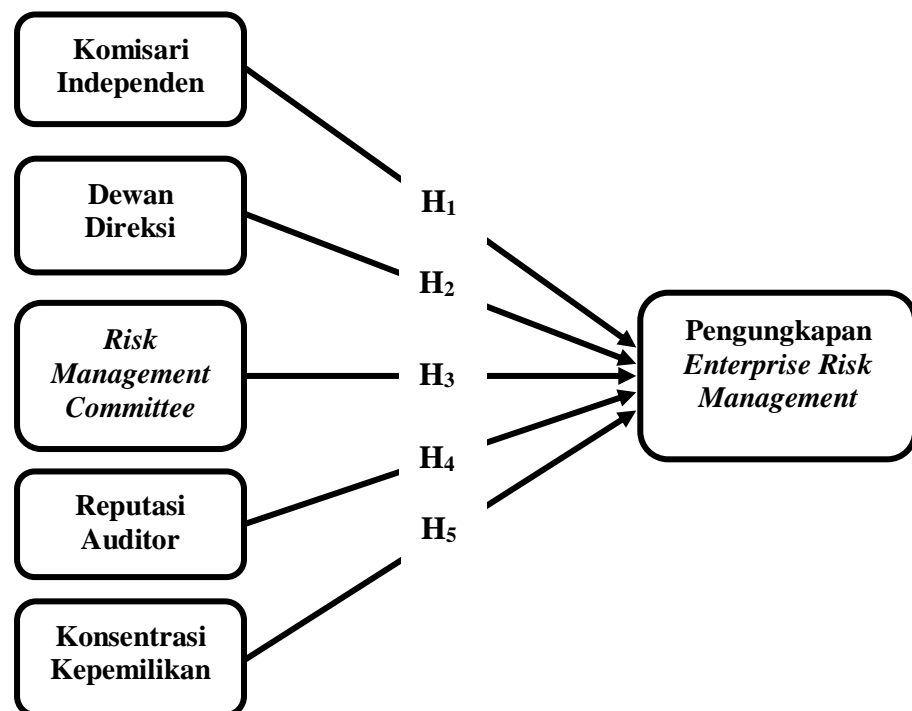 Komisari
Independen
H1
Dewan
Direksi
H2
Risk
Management
Committee
H3
Pengungkapan
Enterprise Risk
Management
Reputasi
Auditor
H4
Konsentrasi
Kepemilikan
H5